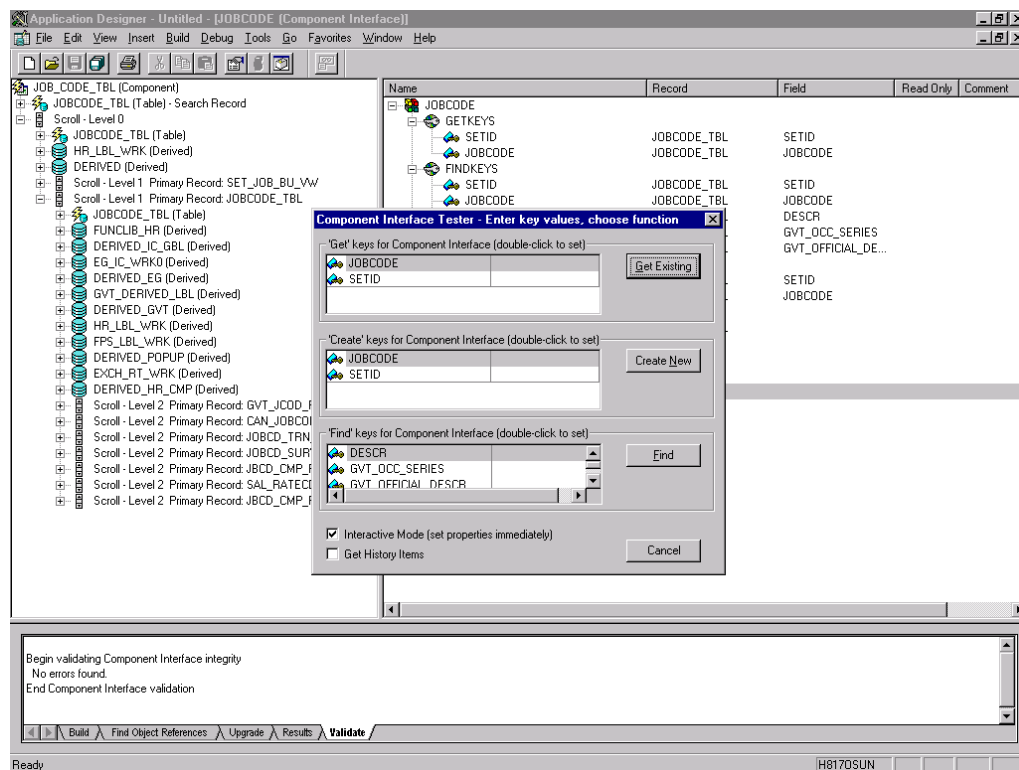 Application Designer - Untitled - [JOBCODE (Component Interface)]
File Edit View Insert Build Debug Tools Go Favorites Window Help
JOB_CODE_TBL (Component)
JOBCODE_TBL (Table) - Search Record
Scroll - Level 0
JOBCODE_TBL (Table)
HR_LBL_WRK (Derived)
DERIVED (Derived)
Scroll - Level 1 Primary Record: SET_JOB_BU_VW
Scroll - Level 1 Primary Record: JOBCODE_TBL
JOBCODE_TBL (Table)
FUNCLIB_HR (Derived)
DERIVED_IC_GBL (Derived)
EG_IC_WRK0 (Derived)
DERIVED_EG (Derived)
GVT_DERIVED_LBL (Derived)
DERIVED_GVT (Derived)
HR_LBL_WRK (Derived)
FPS_LBL_WRK (Derived)
DERIVED_POPUP (Derived)
EXCH_RT_WRK (Derived)
DERIVED_HR_CMP (Derived)
Scroll - Level 2 Primary Record: GVT_JCOD_
Scroll - Level 2 Primary Record: CAN_JOBCO
Scroll - Level 2 Primary Record: JOBCD_TRN_
Scroll - Level 2 Primary Record: JOBCD_SUR
Scroll - Level 2 Primary Record: JBCD_CMP_
Scroll - Level 2 Primary Record: SAL_RATEC
Scroll - Level 2 Primary Record: JBCD_CMP_
Name Record Field Read Only Comment
JOBCODE
GETKEYS
SETID JOBCODE_TBL SETID
JOBCODE JOBCODE_TBL JOBCODE
FINDKEYS
SETID JOBCODE_TBL SETID
JOBCODE JOBCODE_TBL JOBCODE
DESCR
GVT_OCC_SERIES
GVT_OFFICIAL_DE...
SETID
JOBCODE
Component Interface Tester - Enter key values, choose function
'Get' keys for Component Interface (double-click to set)
JOBCODE
SETID
Get Existing
'Create' keys for Component Interface (double-click to set)
JOBCODE
SETID
Create New
'Find' keys for Component Interface (double-click to set)
DESCR
GVT_OCC_SERIES
GVT_OFFICIAL_DESCR
Find
Interactive Mode (set properties immediately)
Get History Items
Cancel
Begin validating Component Interface integrity
No errors found.
End Component Interface validation
Build Find Object References Upgrade Results Validate
Ready H8170SUN